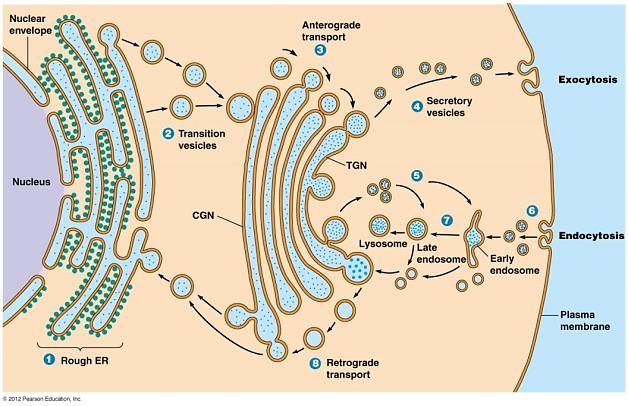 Nuclear
envelope
Anterograde
transport
3
Exocytosis
4 Secretory
vesicles
2 Transition
vesicles
TGN
5
Nucleus
CGN
7
6
Lysosome
Late
endosome
Endocytosis
Early
endosome
Plasma
membrane
1 Rough ER
8 Retrograde
transport
© 2012 Pearson Education, Inc.